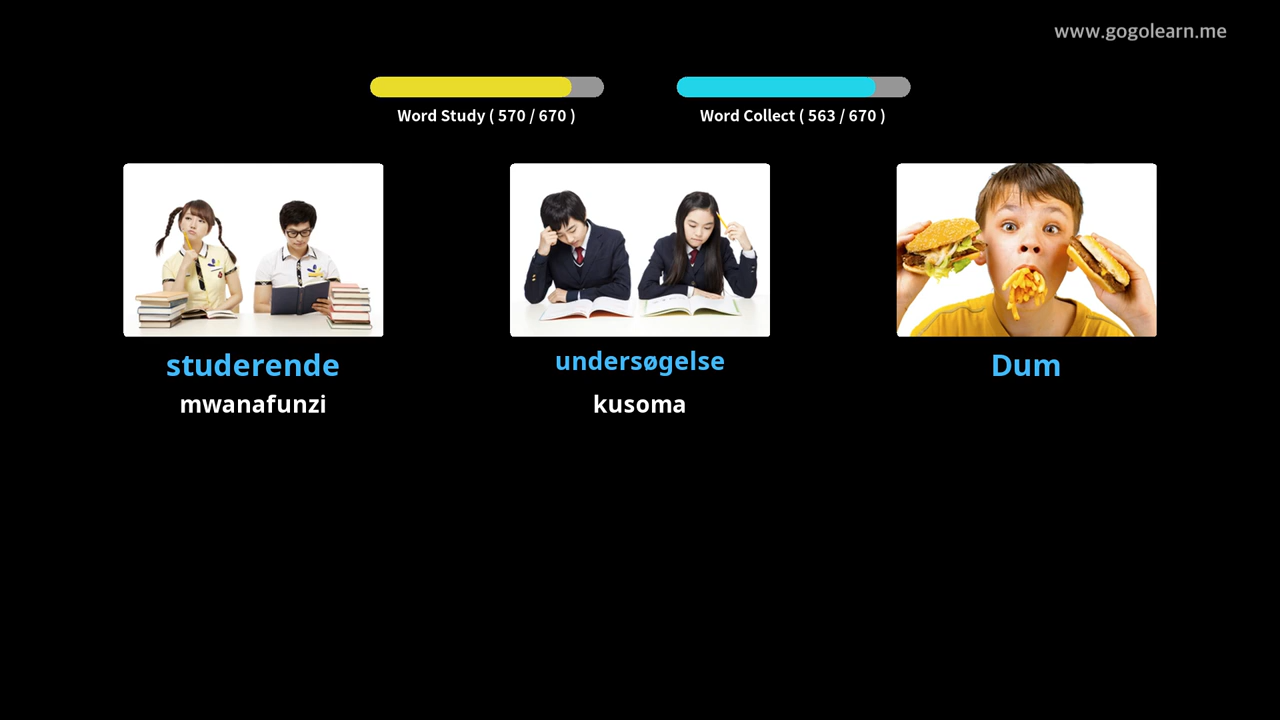 www.gogolearn.me
Word Study ( 570 / 670 )
Word Collect ( 563 / 670 )
studerende
undersøgelse
Dum
mwanafunzi
kusoma